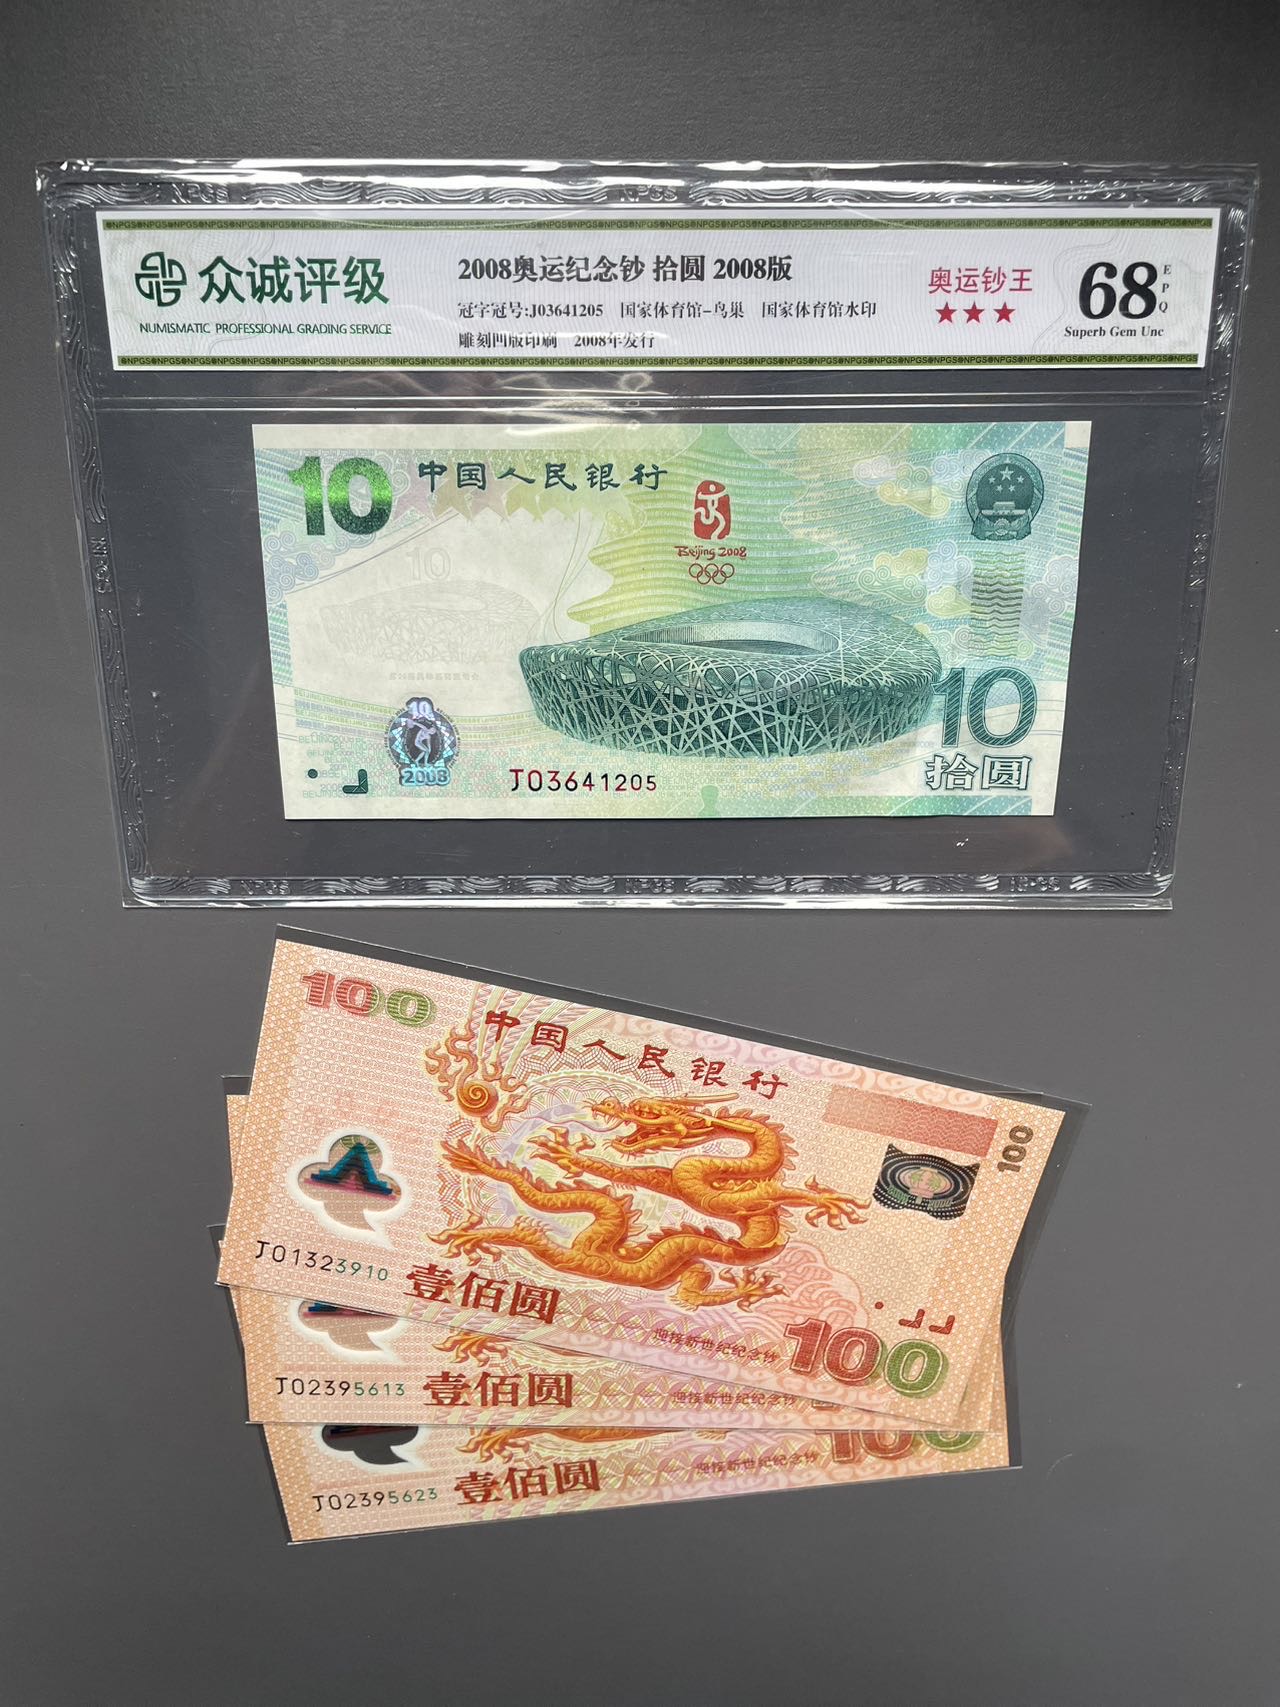 众诚评级
NUMISMATIC PROFESSIONAL GRADING SERVICE
2008奥运纪念钞 拾圆 2008版
冠字冠号:J03641205 国家体育馆-鸟巢 国家体育馆水印
雕刻凹版印刷 2008年发行
奥运钞王
★★★
68
EPQ
Superb Gem Unc
10
中国人民银行
Beijing 2008
10
10
2008
J03641205
10
拾圆
100
中国人民银行
100
J01323910
壹佰圆
迎接新世纪纪念钞
100
J02395613
壹佰圆
迎接新世纪纪念钞
J02395623
壹佰圆
迎接新世纪纪念钞
100